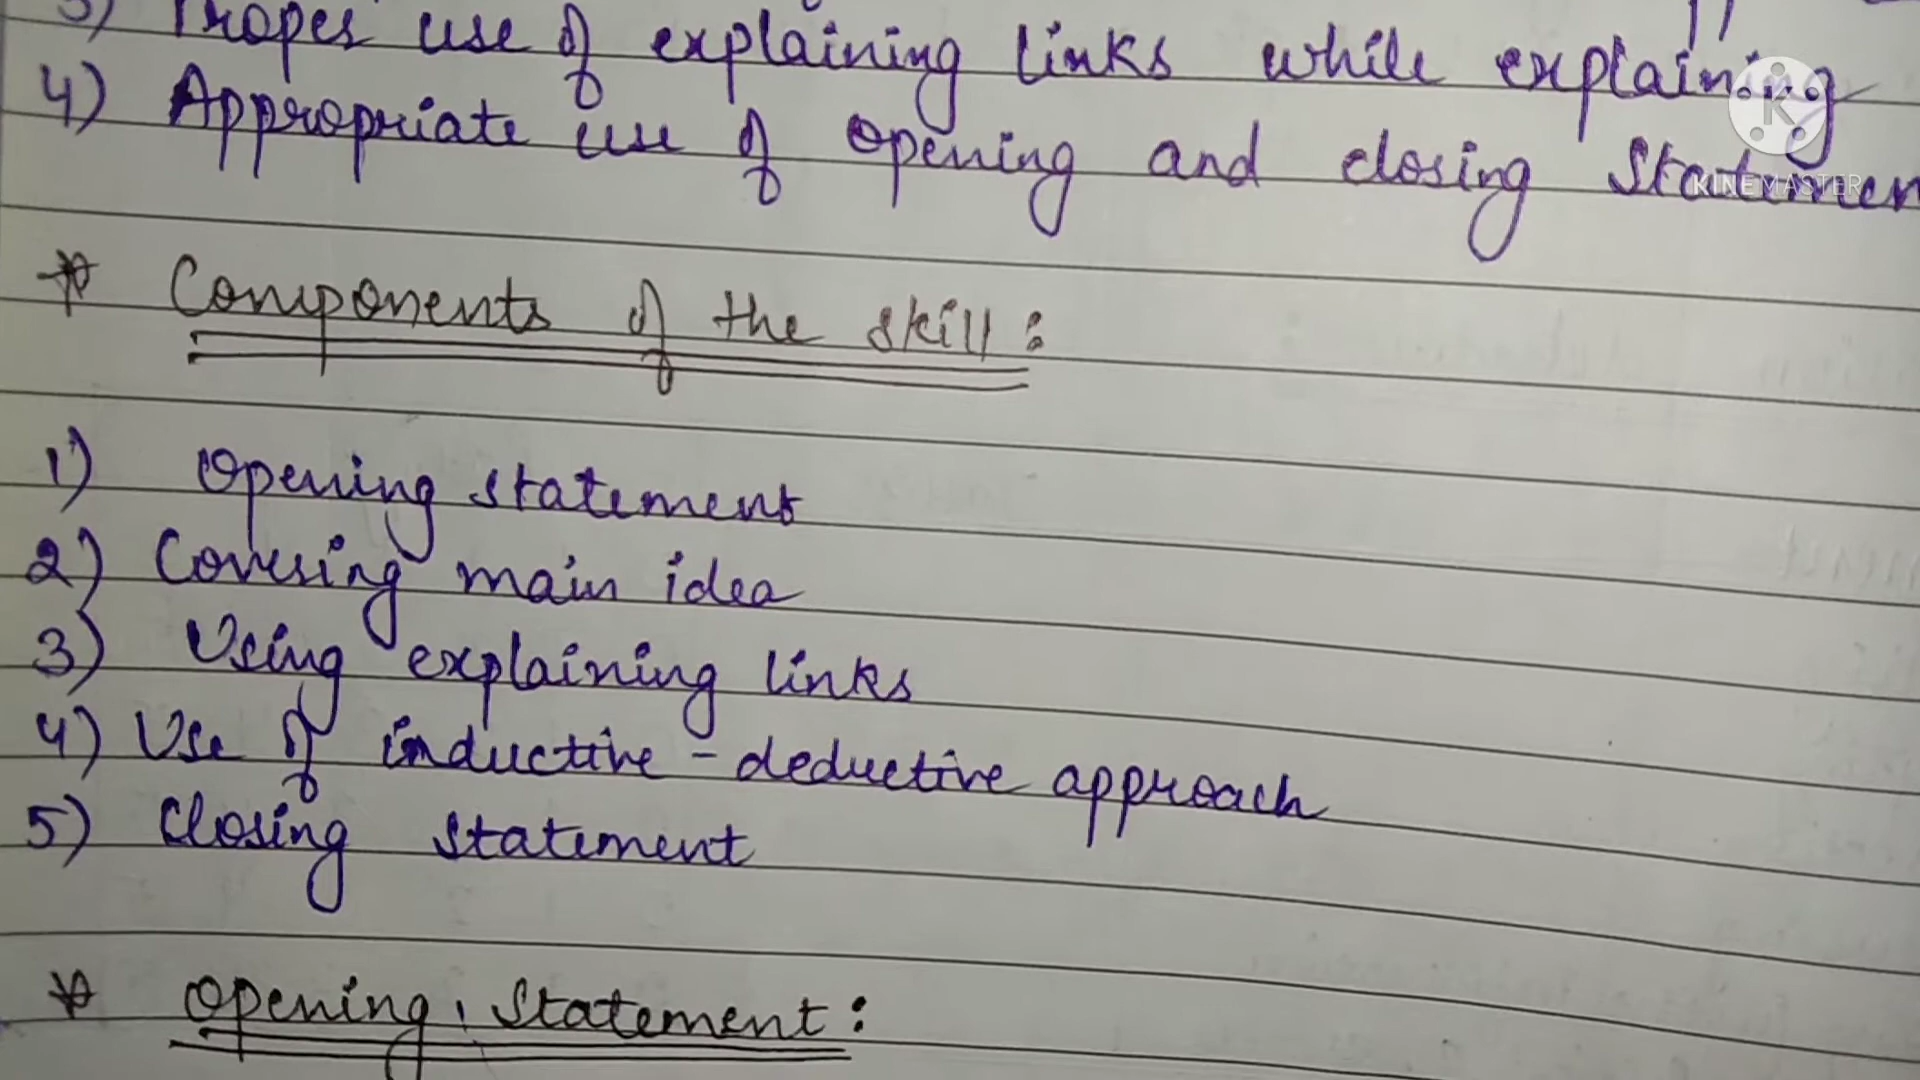 3) Proper use of explaining links while explaining
4) Appropriate use of opening and closing Statemen
KINEMASTER
* Components of the skill:
1) Opening statement
2) Covering main idea
3) Using explaining links
4) Use of inductive - deductive approach
5) Closing statement
* Opening Statement: